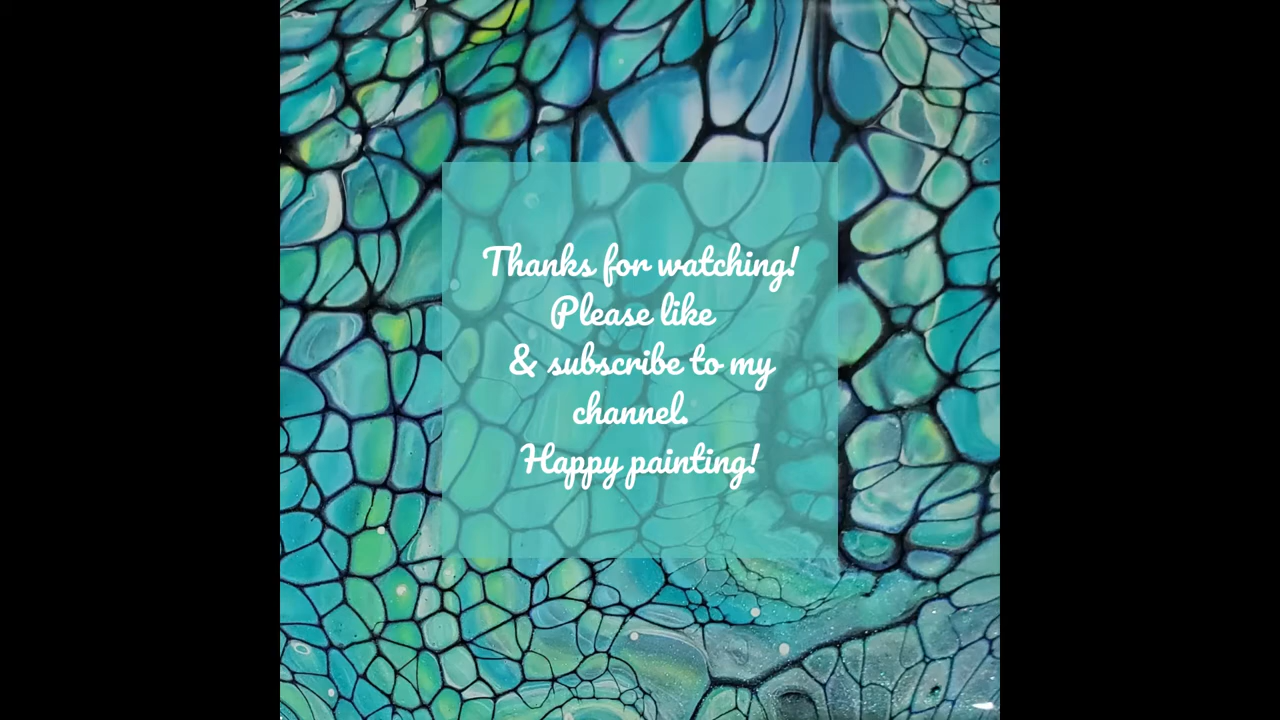 Thanks for watching!
Please like
& subscribe to my
channel.
Happy painting!